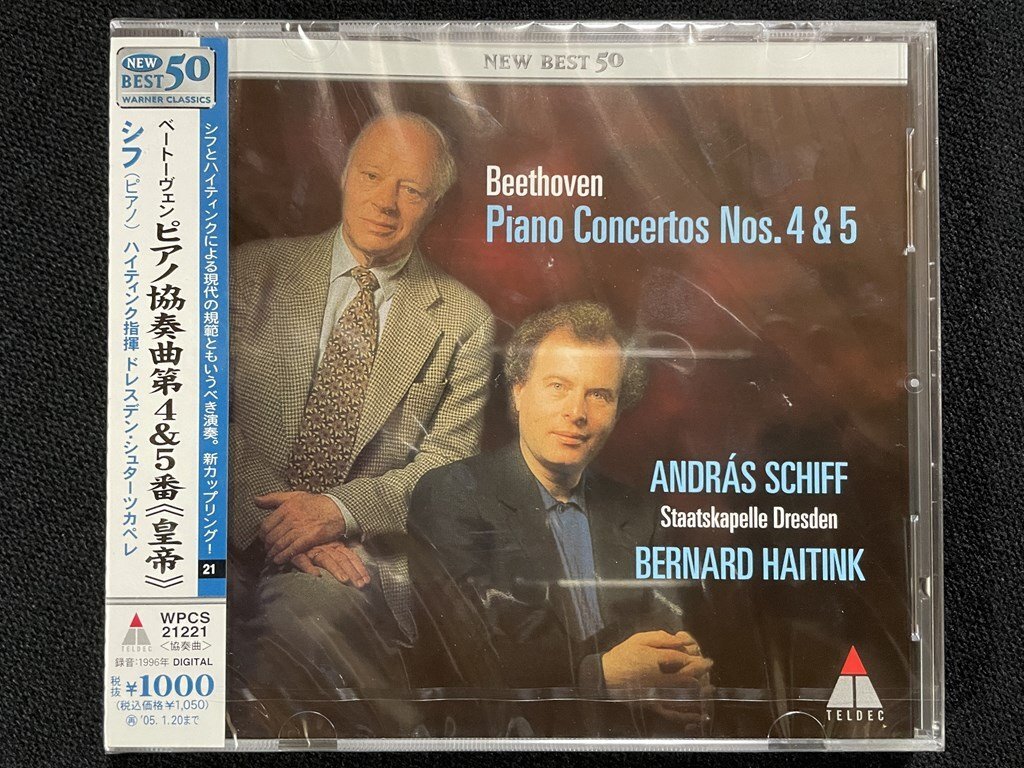 NEW
BEST 50
WARNER CLASSICS
シフとハイティンクによる現代の規範ともいうべき演奏。新カップリング!
21
ベートーヴェン ピアノ協奏曲第4&5番《皇帝》
シフ(ピアノ) ハイティンク指揮 ドレスデン・シュターツカペレ
TELDEC
WPCS
21221
〈協奏曲〉
録音:1996年 DIGITAL
税抜 ¥1000
(税込価格¥1,050)
再 '05.1.20まで
NEW BEST 50
Beethoven
Piano Concertos Nos. 4 & 5
ANDRÁS SCHIFF
Staatskapelle Dresden
BERNARD HAITINK
TELDEC